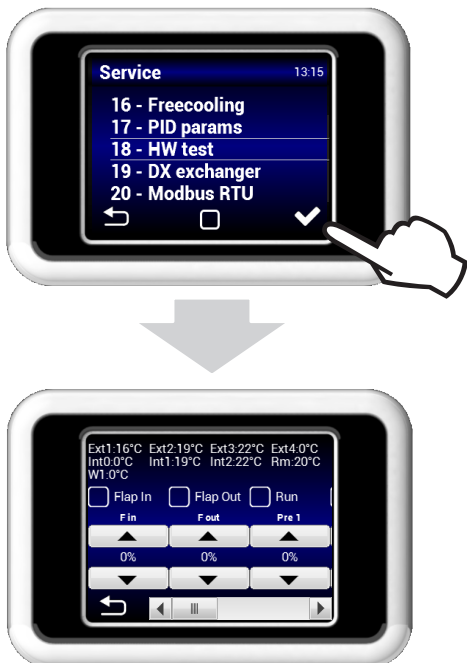 Service 13:15
16 - Freecooling
17 - PID params
18 - HW test
19 - DX exchanger
20 - Modbus RTU
Ext1:16°C Ext2:19°C Ext3:22°C Ext4:0°C
Int0:0°C Int1:19°C Int2:22°C Rm:20°C
W1:0°C
Flap In Flap Out Run
F in F out Pre 1
0% 0% 0%